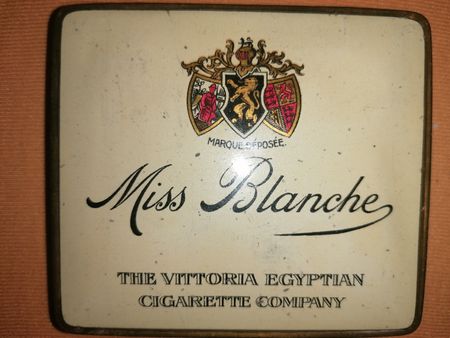 MARQUE DÉPOSÉE.
Miss Blanche
THE VITTORIA EGYPTIAN
CIGARETTE COMPANY